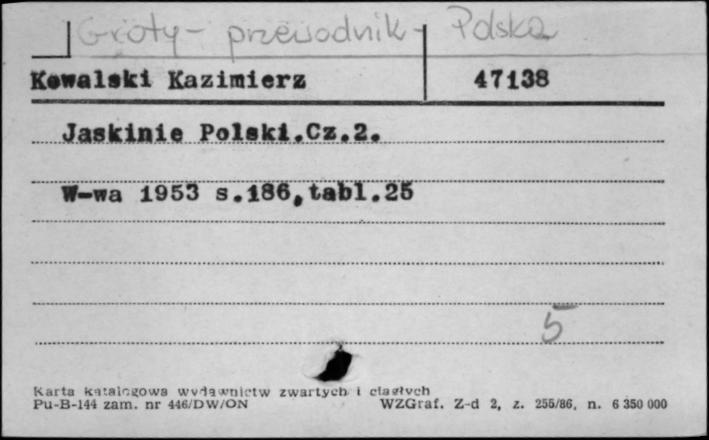 Groty - przewodnik - Polska
Kowalski Kazimierz 47138
Jaskinie Polski.Cz.2.
W-wa 1953 s.186,tabl.25
5
Karta katalogowa wydawnictw zwartych i ciągłych
Pu-B-144 zam. nr 446/DW/ON WZGraf. Z-d 2, z. 255/86, n. 6 350 000